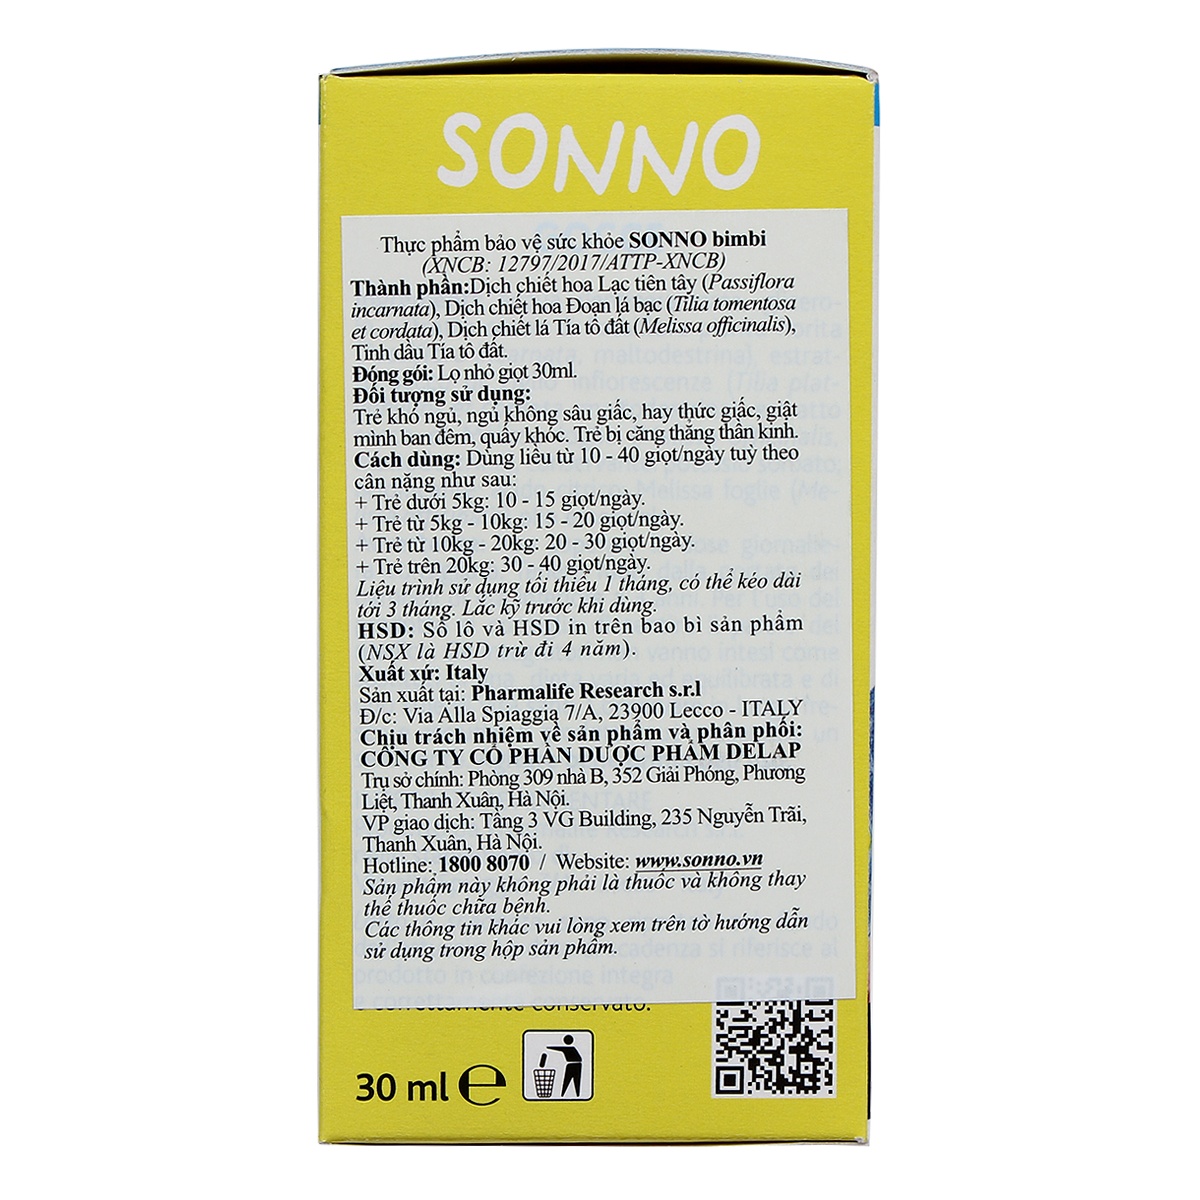 SONNO
Thực phẩm bảo vệ sức khỏe SONNO bimbi
(XNCB: 12797/2017/ATTP-XNCB)
Thành phần:Dịch chiết hoa Lạc tiên tây (Passiflora
incarnata), Dịch chiết hoa Đoạn lá bạc (Tilia tomentosa
et cordata), Dịch chiết lá Tía tô đất (Melissa officinalis),
Tinh dầu Tía tô đất.
Đóng gói: Lọ nhỏ giọt 30ml.
Đối tượng sử dụng:
Trẻ khó ngủ, ngủ không sâu giấc, hay thức giấc, giật
mình ban đêm, quấy khóc. Trẻ bị căng thẳng thần kinh.
Cách dùng: Dùng liều từ 10 - 40 giọt/ngày tuỳ theo
cân nặng như sau:
+ Trẻ dưới 5kg: 10 - 15 giọt/ngày.
+ Trẻ từ 5kg - 10kg: 15 - 20 giọt/ngày.
+ Trẻ từ 10kg - 20kg: 20 - 30 giọt/ngày.
+ Trẻ trên 20kg: 30 - 40 giọt/ngày.
Liệu trình sử dụng tối thiểu 1 tháng, có thể kéo dài
tới 3 tháng. Lắc kỹ trước khi dùng.
HSD: Số lô và HSD in trên bao bì sản phẩm
(NSX là HSD trừ đi 4 năm).
Xuất xứ: Italy
Sản xuất tại: Pharmalife Research s.r.l
Đ/c: Via Alla Spiaggia 7/A, 23900 Lecco - ITALY
Chịu trách nhiệm về sản phẩm và phân phối:
CÔNG TY CỔ PHẦN DƯỢC PHẨM DELAP
Trụ sở chính: Phòng 309 nhà B, 352 Giải Phóng, Phương
Liệt, Thanh Xuân, Hà Nội.
VP giao dịch: Tầng 3 VG Building, 235 Nguyễn Trãi,
Thanh Xuân, Hà Nội.
Hotline: 1800 8070 / Website: www.sonno.vn
Sản phẩm này không phải là thuốc và không thay
thế thuốc chữa bệnh.
Các thông tin khác vui lòng xem trên tờ hướng dẫn
sử dụng trong hộp sản phẩm.
conservato.
30 ml ℮